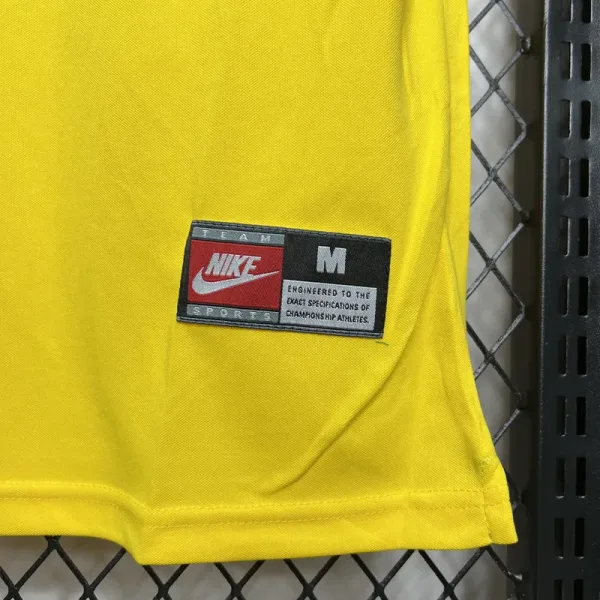 TEAM
NIKE
SPORTS
M
ENGINEERED TO THE
EXACT SPECIFICATIONS OF
CHAMPIONSHIP ATHLETES.